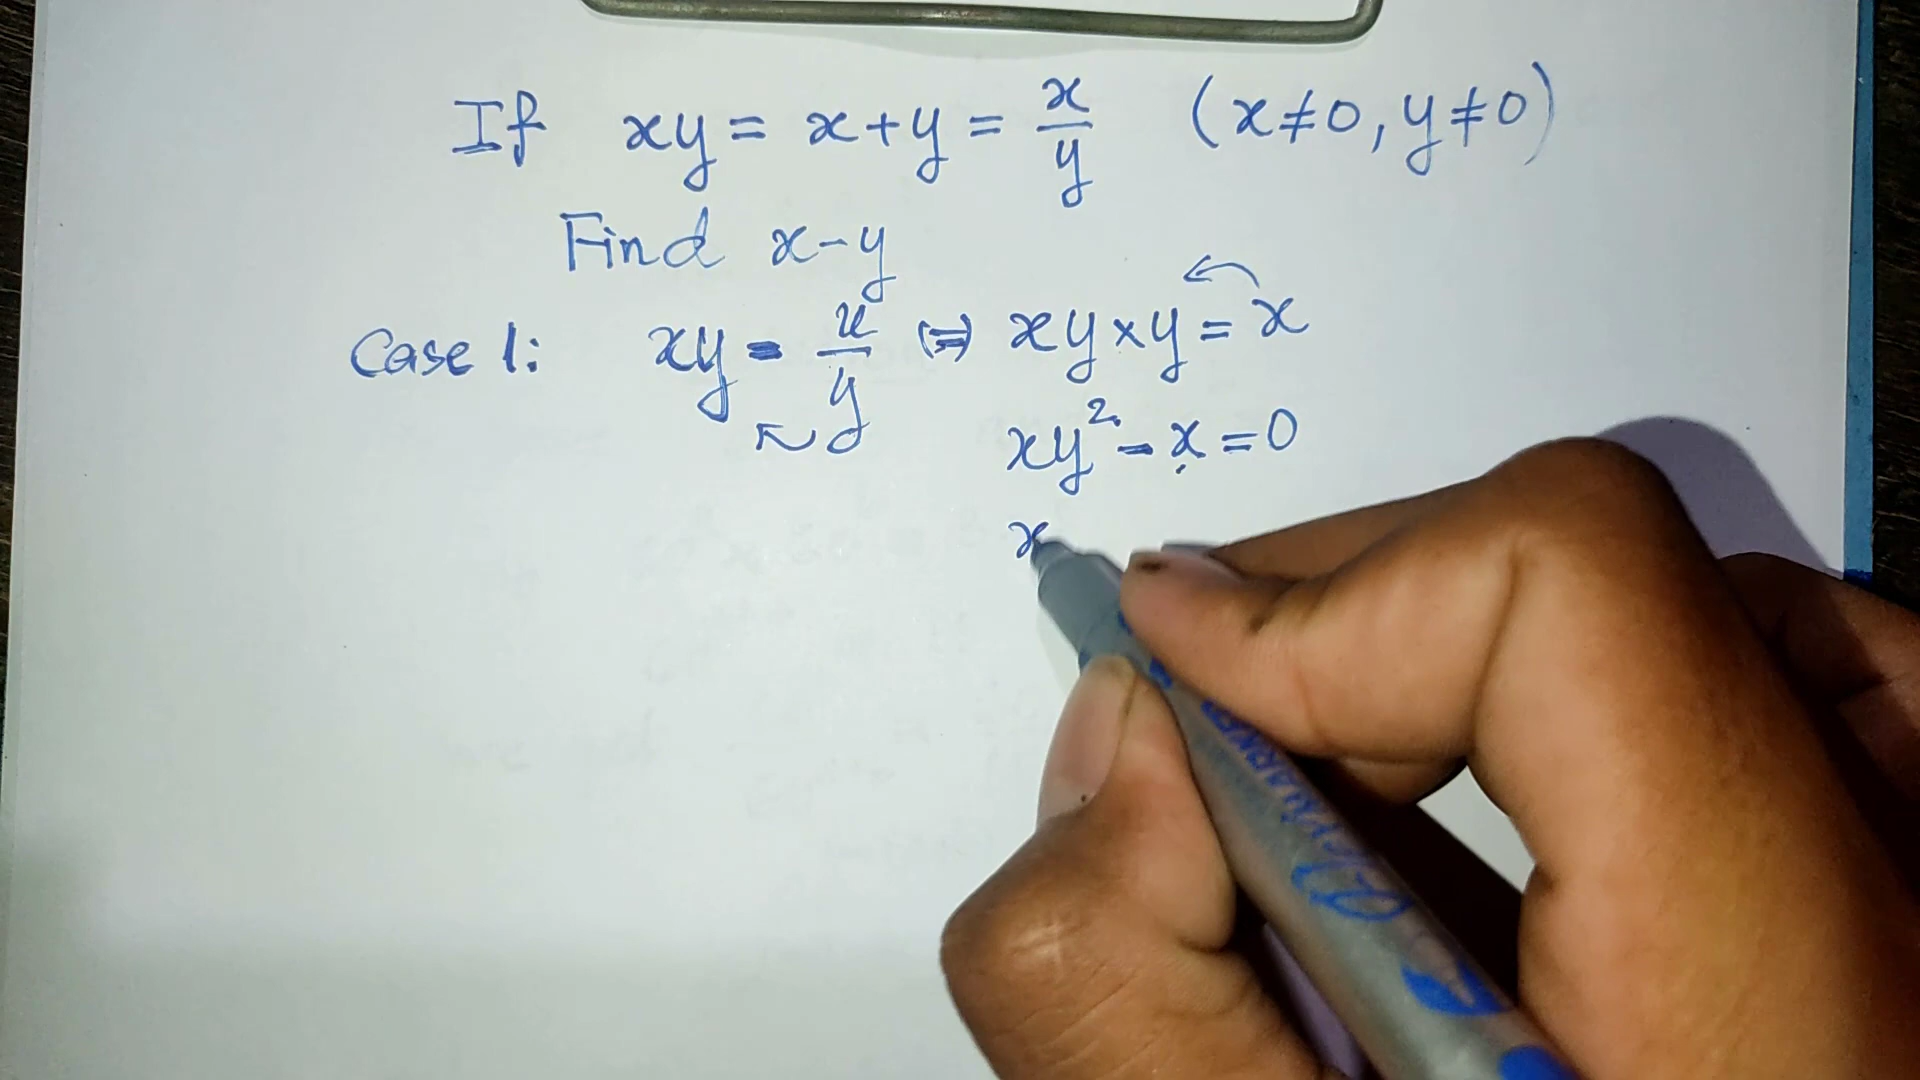 If xy = x+y = x/y (x≠0, y≠0)
Find x-y
Case 1: xy = x/y (=) xy×y = x
xy² - x = 0
x